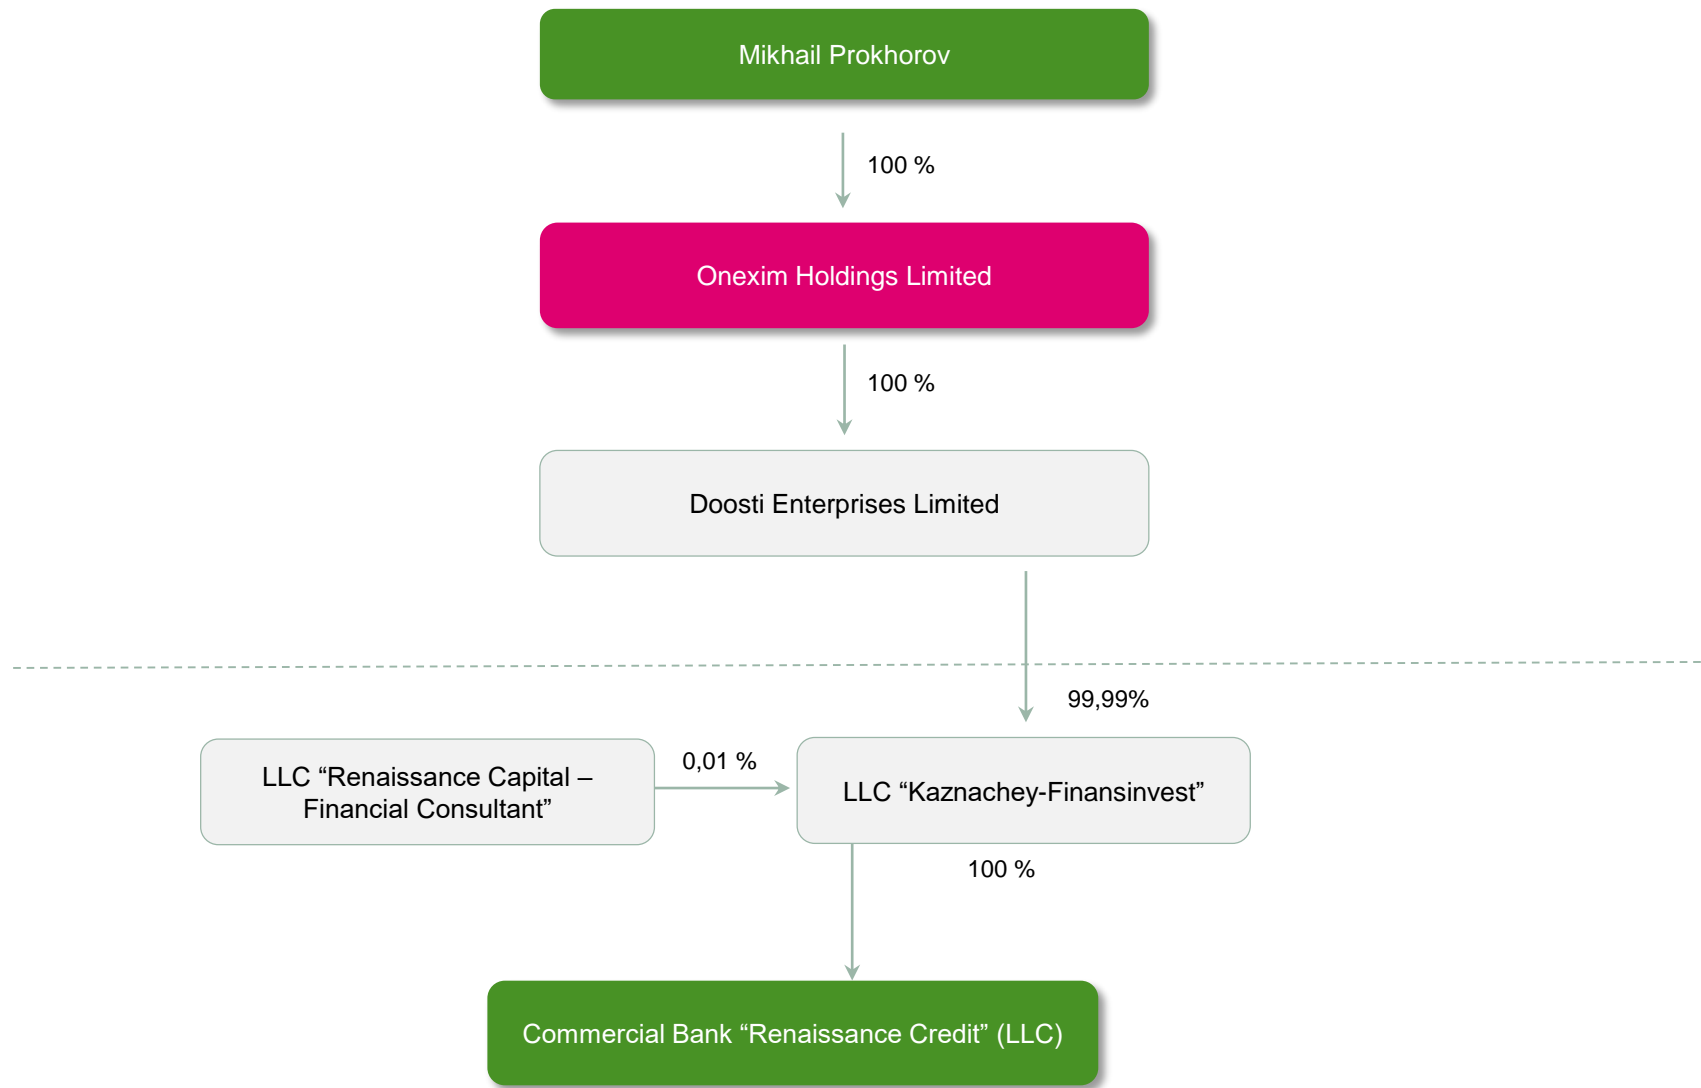 Mikhail Prokhorov
100 %
Onexim Holdings Limited
100 %
Doosti Enterprises Limited
99,99%
LLC “Renaissance Capital –
Financial Consultant”
0,01 %
LLC “Kaznachey-Finansinvest”
100 %
Commercial Bank “Renaissance Credit” (LLC)